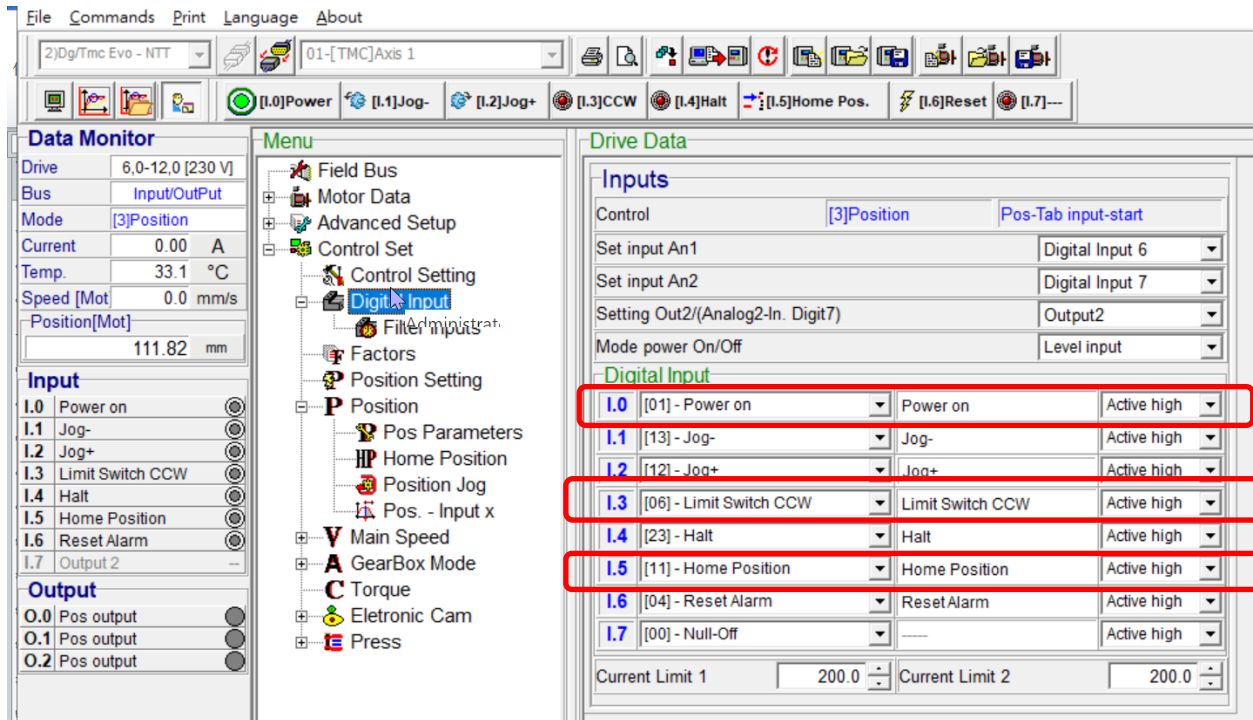 File Commands Print Language About
2)Dg/Tmc Evo - NTT 01-[TMC]Axis 1
[I.0]Power [I.1]Jog- [I.2]Jog+ [I.3]CCW [I.4]Halt [I.5]Home Pos. [I.6]Reset [I.7]---
Data Monitor
Drive 6,0-12,0 [230 V]
Bus Input/OutPut
Mode [3]Position
Current 0.00 A
Temp. 33.1 °C
Speed [Mot 0.0 mm/s
Position[Mot]
111.82 mm
Input
I.0 Power on
I.1 Jog-
I.2 Jog+
I.3 Limit Switch CCW
I.4 Halt
I.5 Home Position
I.6 Reset Alarm
I.7 Output 2 --
Output
O.0 Pos output
O.1 Pos output
O.2 Pos output
Menu
Field Bus
Motor Data
Advanced Setup
Control Set
Control Setting
Digital Input
Filter Inputs
Administrat
Factors
Position Setting
P Position
Pos Parameters
HP Home Position
Position Jog
Pos. - Input x
V Main Speed
A GearBox Mode
C Torque
Eletronic Cam
Press
Drive Data
Inputs
Control [3]Position Pos-Tab input-start
Set input An1 Digital Input 6
Set input An2 Digital Input 7
Setting Out2/(Analog2-In. Digit7) Output2
Mode power On/Off Level input
Digital Input
I.0 [01] - Power on Power on Active high
I.1 [13] - Jog- Jog- Active high
I.2 [12] - Jog+ Jog+ Active high
I.3 [06] - Limit Switch CCW Limit Switch CCW Active high
I.4 [23] - Halt Halt Active high
I.5 [11] - Home Position Home Position Active high
I.6 [04] - Reset Alarm Reset Alarm Active high
I.7 [00] - Null-Off ----- Active high
Current Limit 1 200.0 Current Limit 2 200.0